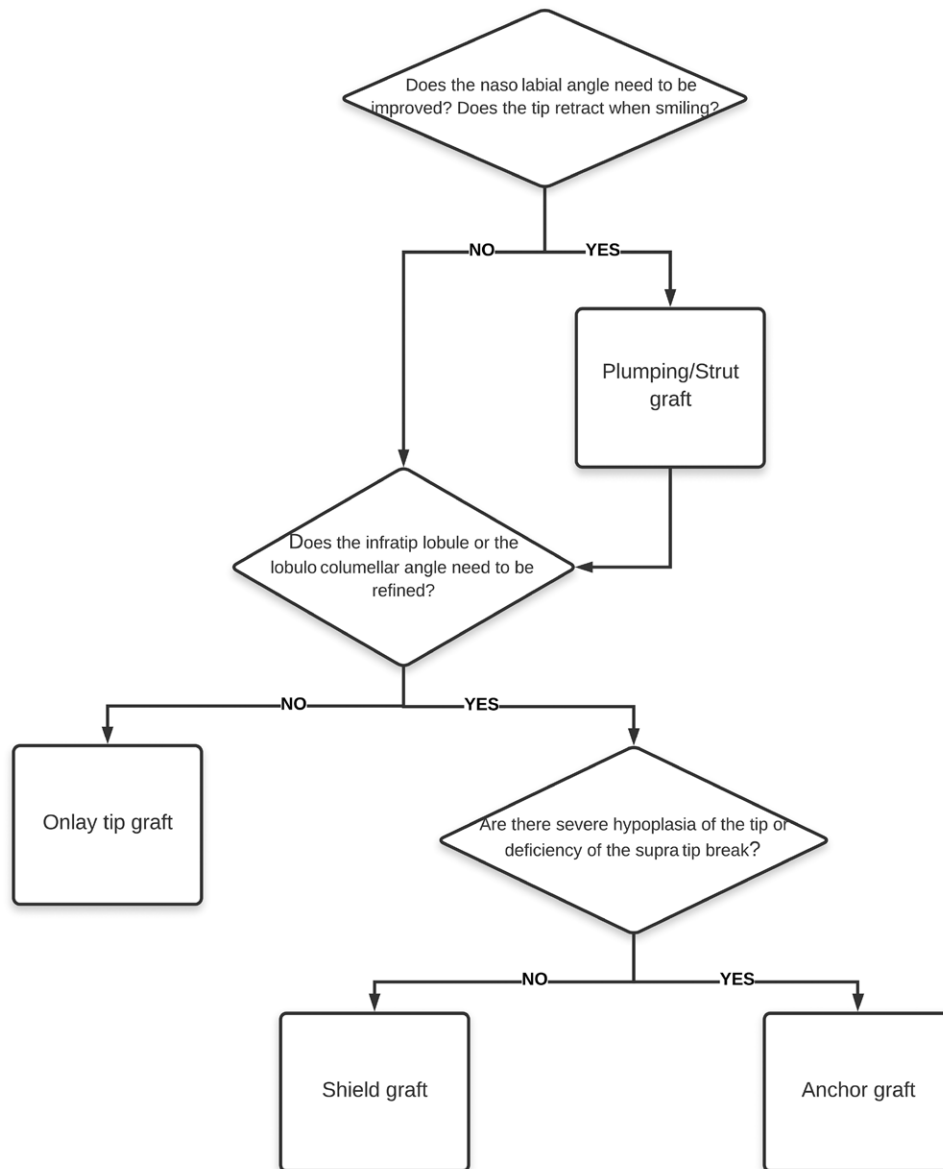 Does the naso labial angle need to be
improved? Does the tip retract when smiling?
NO
YES
Plumping/Strut
graft
Does the infratip lobule or the
lobulo columellar angle need to be
refined?
NO
YES
Onlay tip graft
Are there severe hypoplasia of the tip or
deficiency of the supra tip break?
NO
YES
Shield graft
Anchor graft